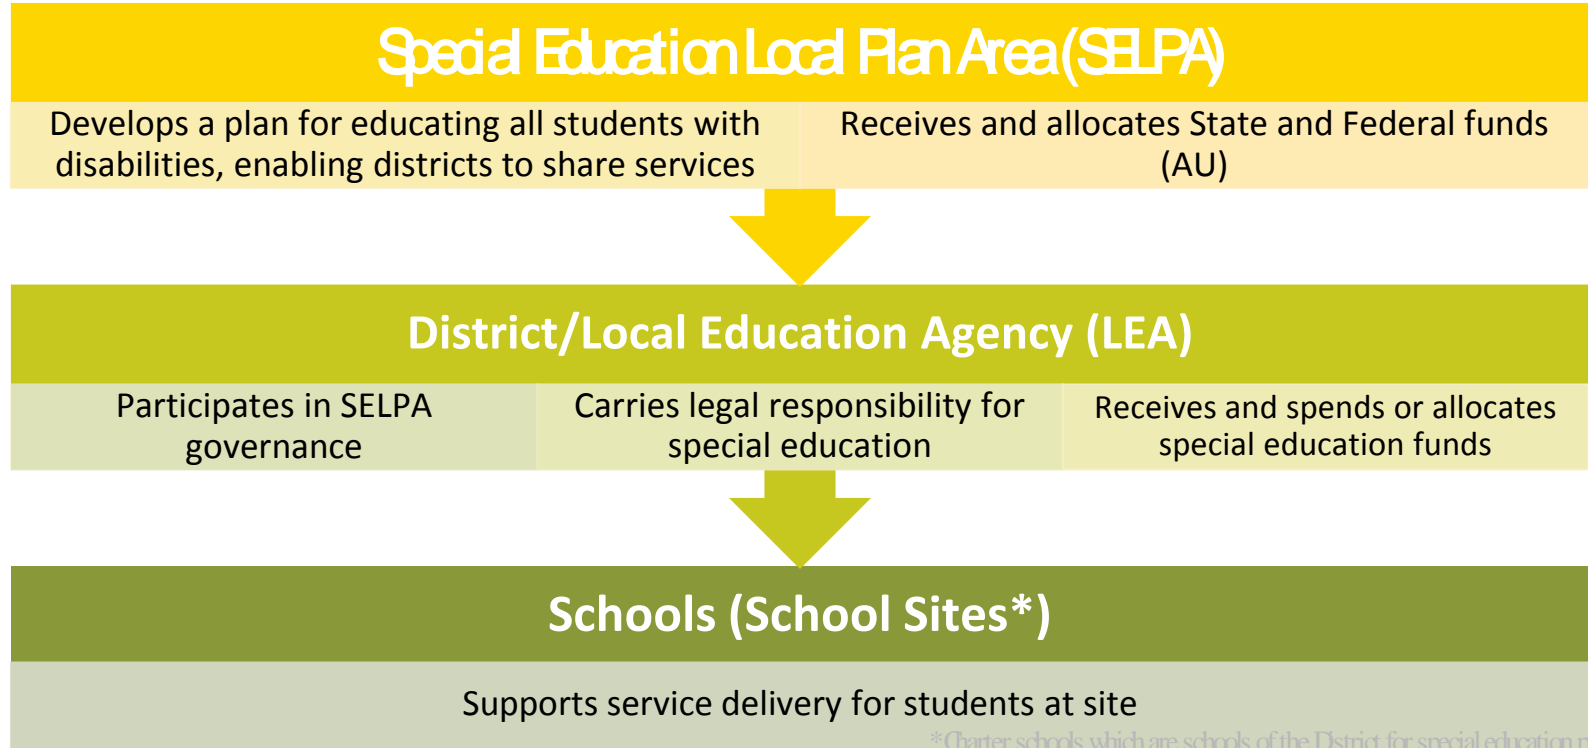 Special Education Local Plan Area (SELPA)
Develops a plan for educating all students with
disabilities, enabling districts to share services
Receives and allocates State and Federal funds
(AU)
District/Local Education Agency (LEA)
Participates in SELPA
governance
Carries legal responsibility for
special education
Receives and spends or allocates
special education funds
Schools (School Sites*)
Supports service delivery for students at site
*Charter schools which are schools of the District for special education